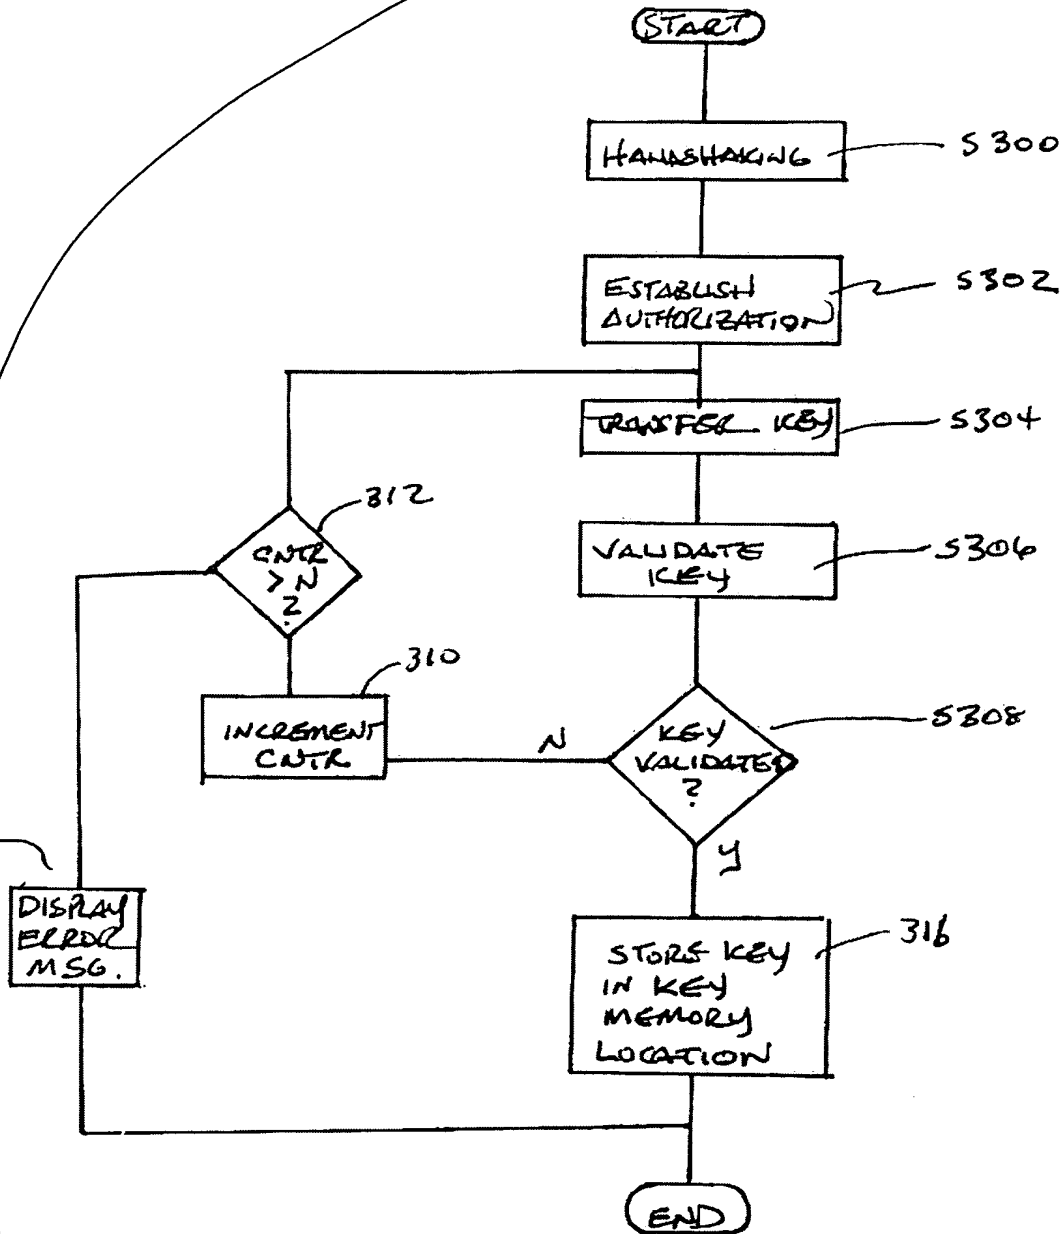 START
HANDSHAKING
S300
ESTABLISH
AUTHORIZATION
S302
TRANSFER KEY
S304
312
CNTR
> N
?
VALIDATE
KEY
S306
310
INCREMENT
CNTR
N
KEY
VALIDATED
?
S308
Y
DISPLAY
ERROR
MSG.
STORE KEY
IN KEY
MEMORY
LOCATION
316
END